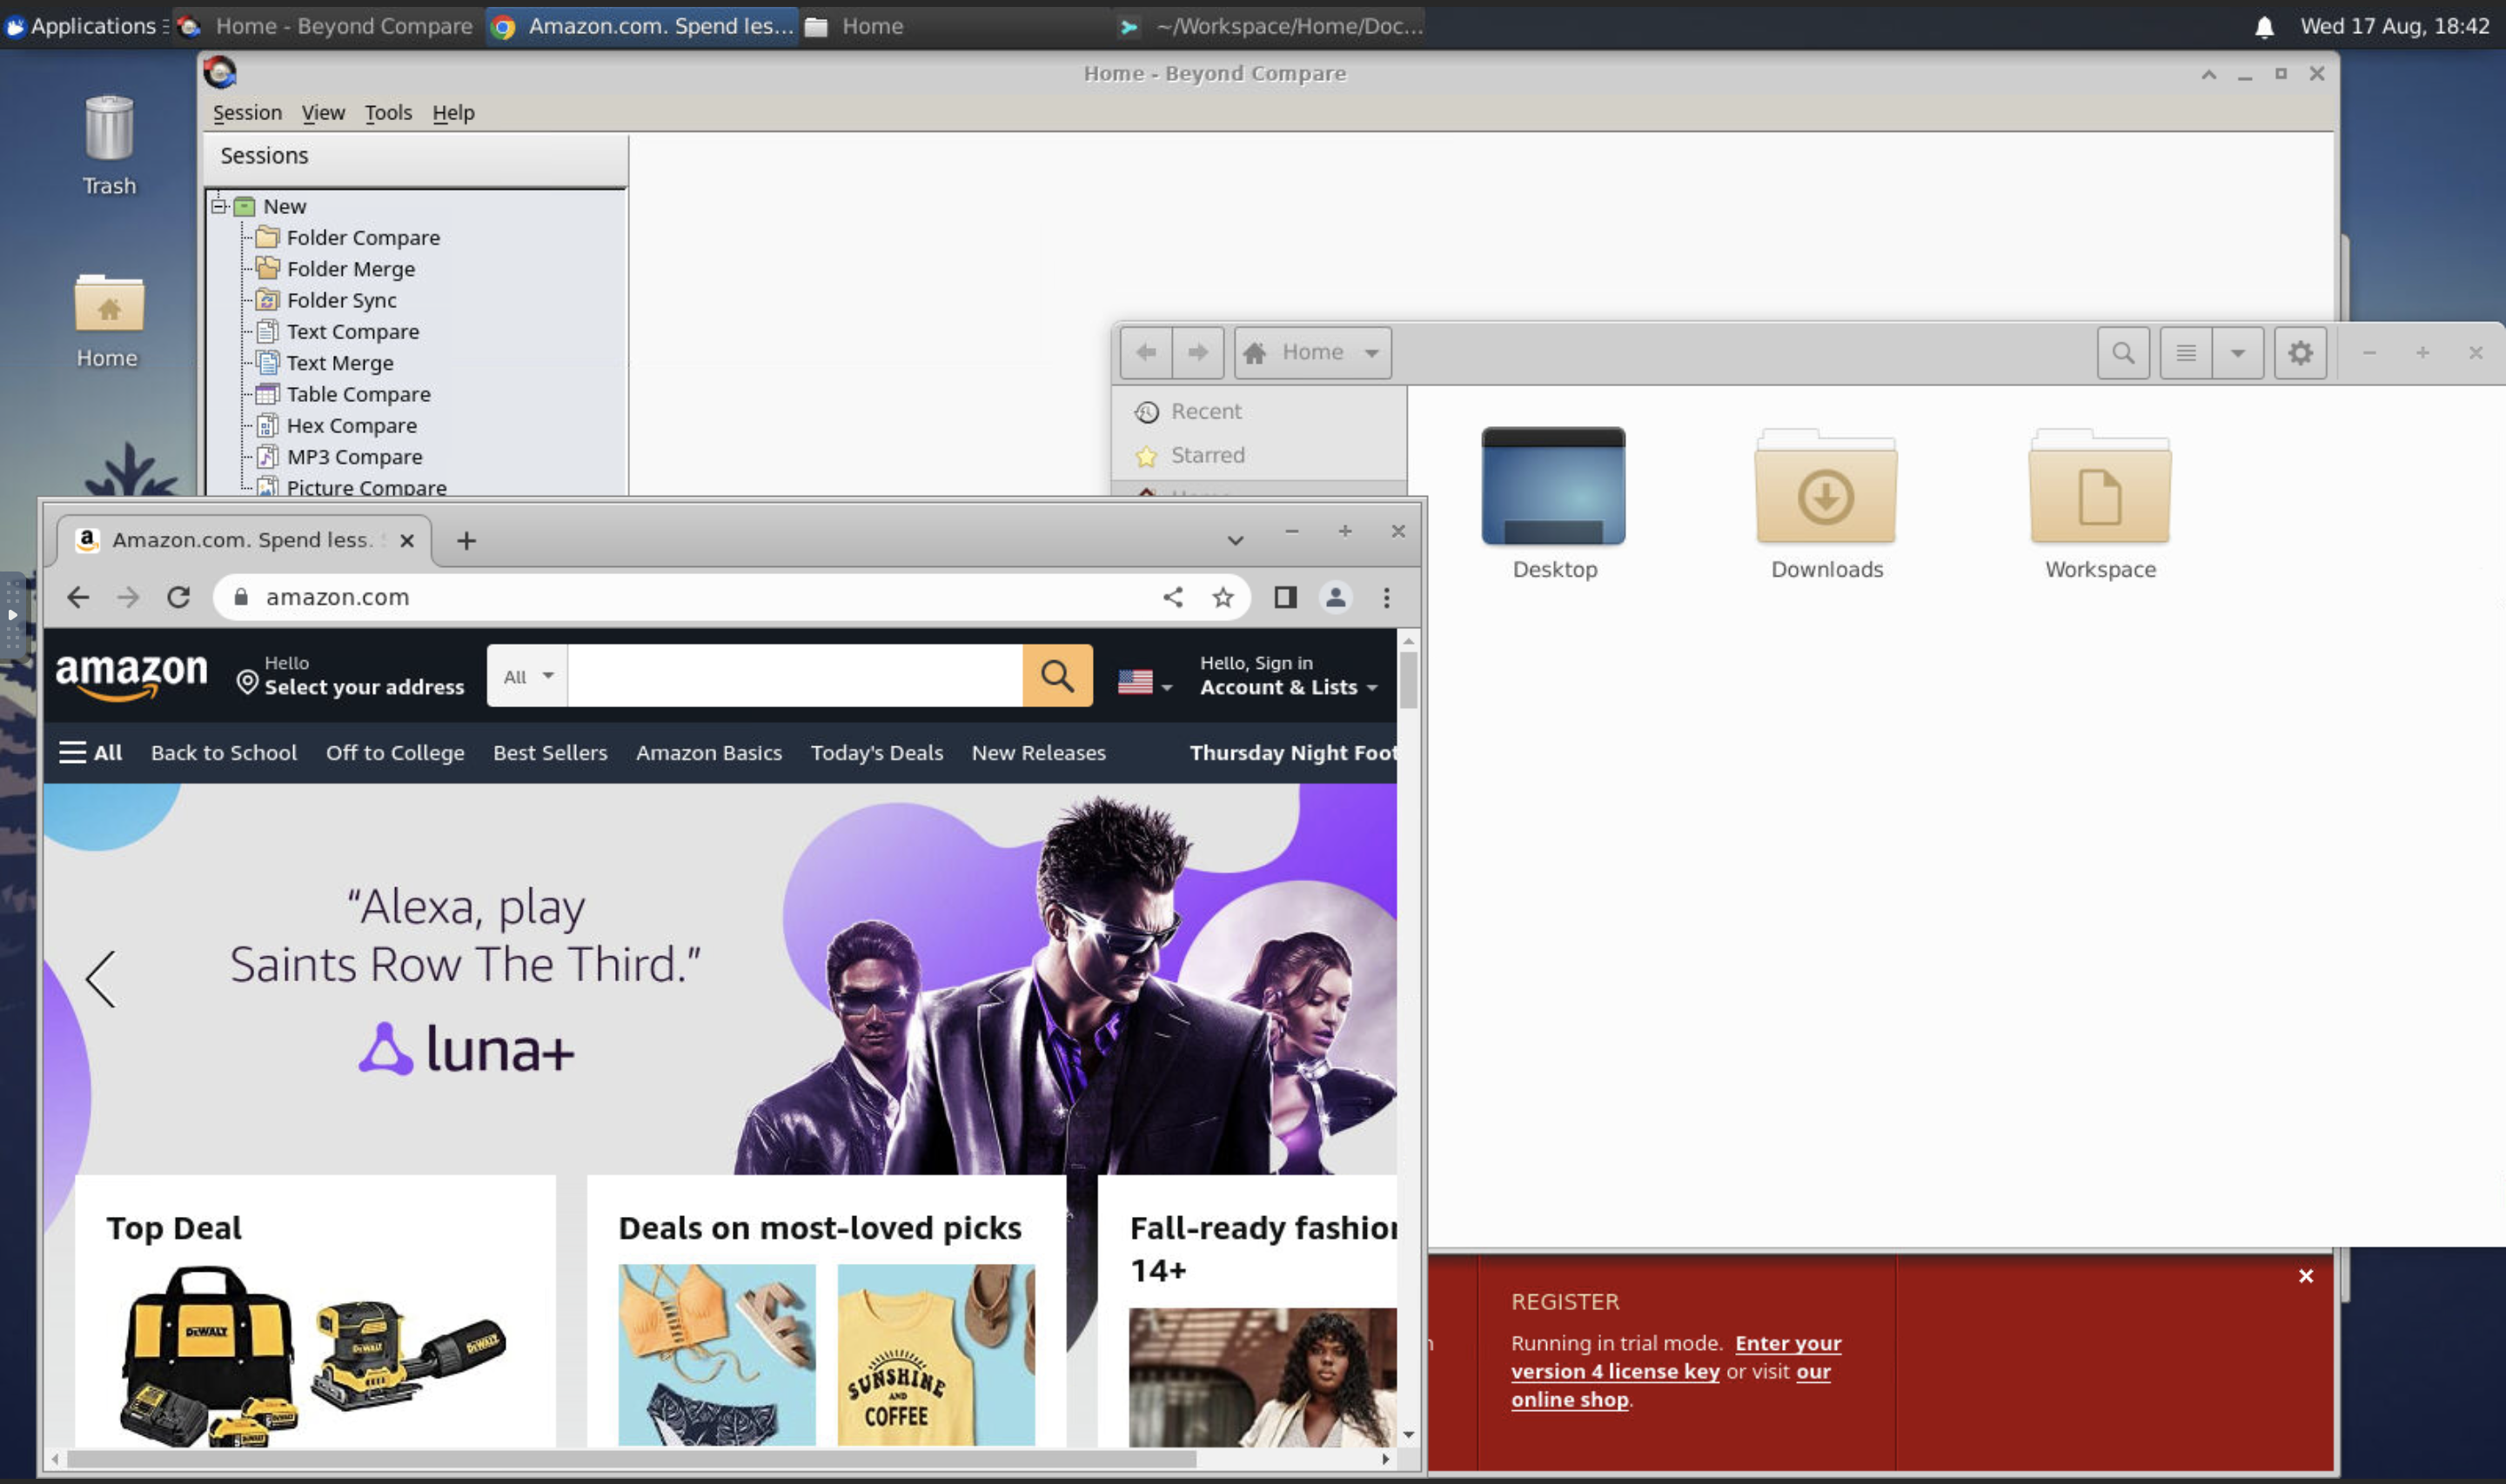 Applications
Home - Beyond Compare
Amazon.com. Spend les...
Home
~/Workspace/Home/Doc...
Wed 17 Aug, 18:42
Trash
Home
Home - Beyond Compare
Session View Tools Help
Sessions
New
Folder Compare
Folder Merge
Folder Sync
Text Compare
Text Merge
Table Compare
Hex Compare
MP3 Compare
Picture Compare
Home
Recent
Starred
Desktop
Downloads
Workspace
Amazon.com. Spend less.
amazon.com
amazon
Hello
Select your address
All
Hello, Sign in
Account & Lists
All Back to School Off to College Best Sellers Amazon Basics Today's Deals New Releases Thursday Night Foot
“Alexa, play
Saints Row The Third.”
luna+
Top Deal
DEWALT
DEWALT
DEWALT
Deals on most-loved picks
SUNSHINE
AND
COFFEE
Fall-ready fashion
14+
REGISTER
Running in trial mode. Enter your
version 4 license key or visit our
online shop.